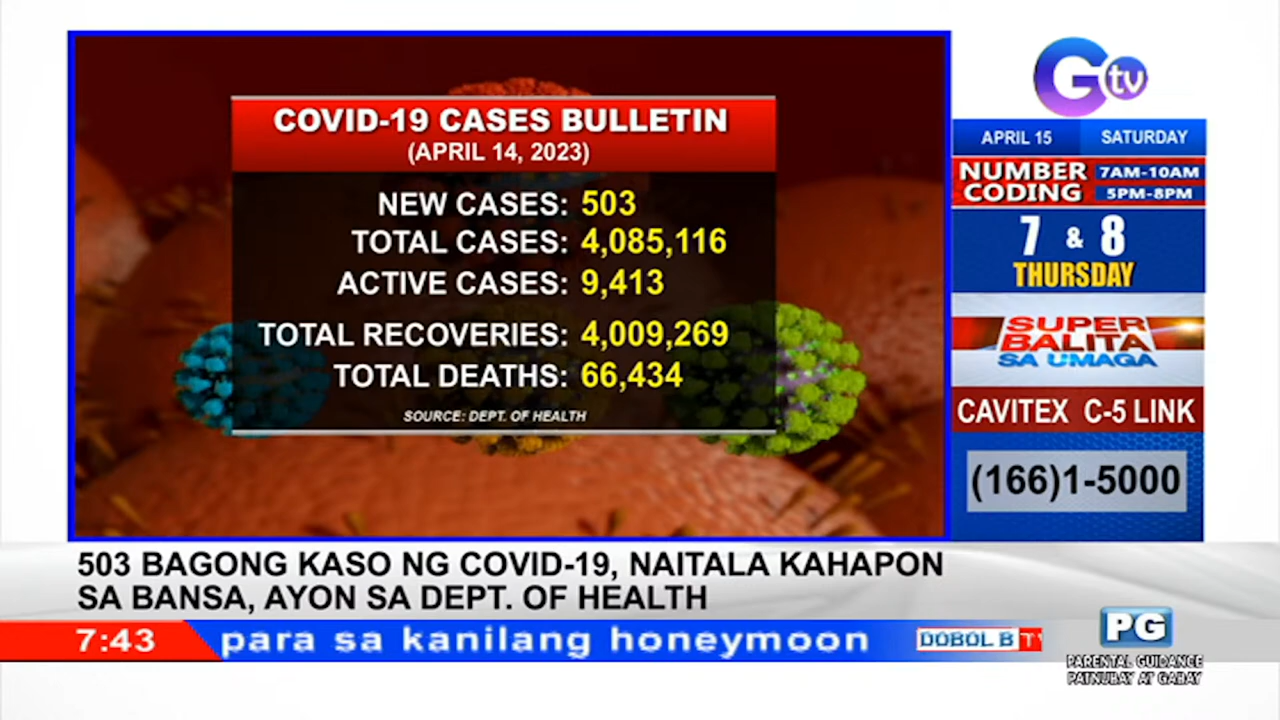 COVID-19 CASES BULLETIN
(APRIL 14, 2023)
NEW CASES: 503
TOTAL CASES: 4,085,116
ACTIVE CASES: 9,413
TOTAL RECOVERIES: 4,009,269
TOTAL DEATHS: 66,434
SOURCE: DEPT. OF HEALTH
Gtv
APRIL 15 SATURDAY
NUMBER CODING
7AM-10AM
5PM-8PM
7 & 8
THURSDAY
SUPER
BALITA
SA UMAGA
CAVITEX C-5 LINK
(166)1-5000
503 BAGONG KASO NG COVID-19, NAITALA KAHAPON
SA BANSA, AYON SA DEPT. OF HEALTH
7:43 para sa kanilang honeymoon DOBOL B TV
PG
PARENTAL GUIDANCE
PATNUBAY AT GABAY